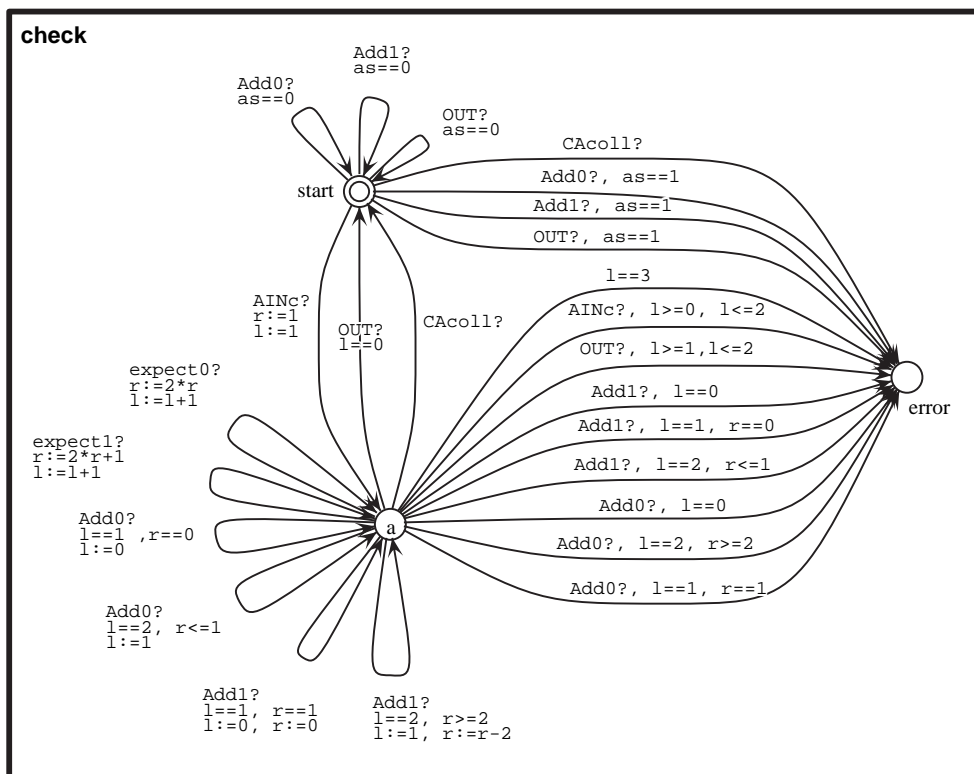 check
Add1?
as==0
Add0?
as==0
OUT?
as==0
start
CAcoll?
Add0?, as==1
Add1?, as==1
OUT?, as==1
AINc?
r:=1
l:=1
OUT?
l==0
CAcoll?
l==3
AINc?, l>=0, l<=2
OUT?, l>=1,l<=2
Add1?, l==0
Add1?, l==1, r==0
Add1?, l==2, r<=1
Add0?, l==0
Add0?, l==2, r>=2
Add0?, l==1, r==1
error
expect0?
r:=2*r
l:=l+1
expect1?
r:=2*r+1
l:=l+1
Add0?
l==1 ,r==0
l:=0
a
Add0?
l==2, r<=1
l:=1
Add1?
l==1, r==1
l:=0, r:=0
Add1?
l==2, r>=2
l:=1, r:=r-2